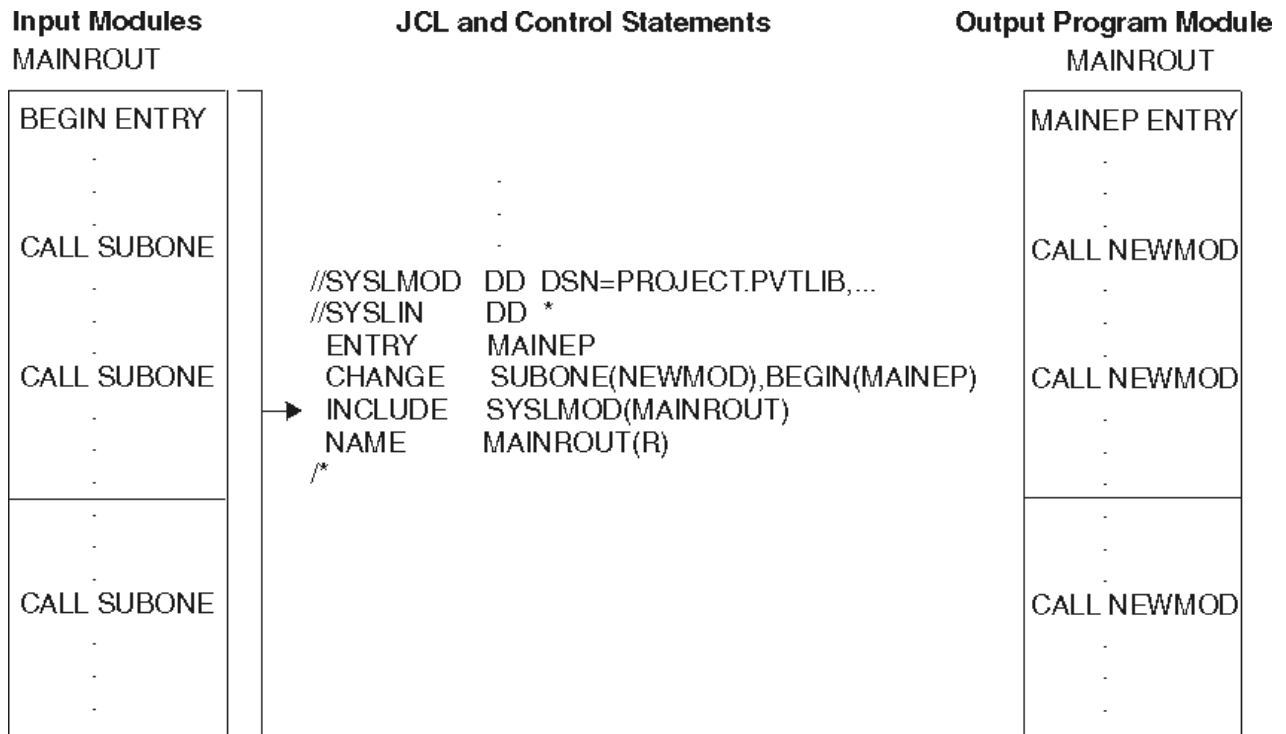 Input Modules
MAINROUT
BEGIN ENTRY
.
.
.
CALL SUBONE
.
.
.
CALL SUBONE
.
.
.
.
.
.
CALL SUBONE
.
.
.
JCL and Control Statements
.
.
.
//SYSLMOD DD DSN=PROJECT.PVTLIB,...
//SYSLIN DD *
ENTRY MAINEP
CHANGE SUBONE(NEWMOD),BEGIN(MAINEP)
INCLUDE SYSLMOD(MAINROUT)
NAME MAINROUT(R)
/*
Output Program Module
MAINROUT
MAINEP ENTRY
.
.
.
CALL NEWMOD
.
.
.
CALL NEWMOD
.
.
.
.
.
.
CALL NEWMOD
.
.
.